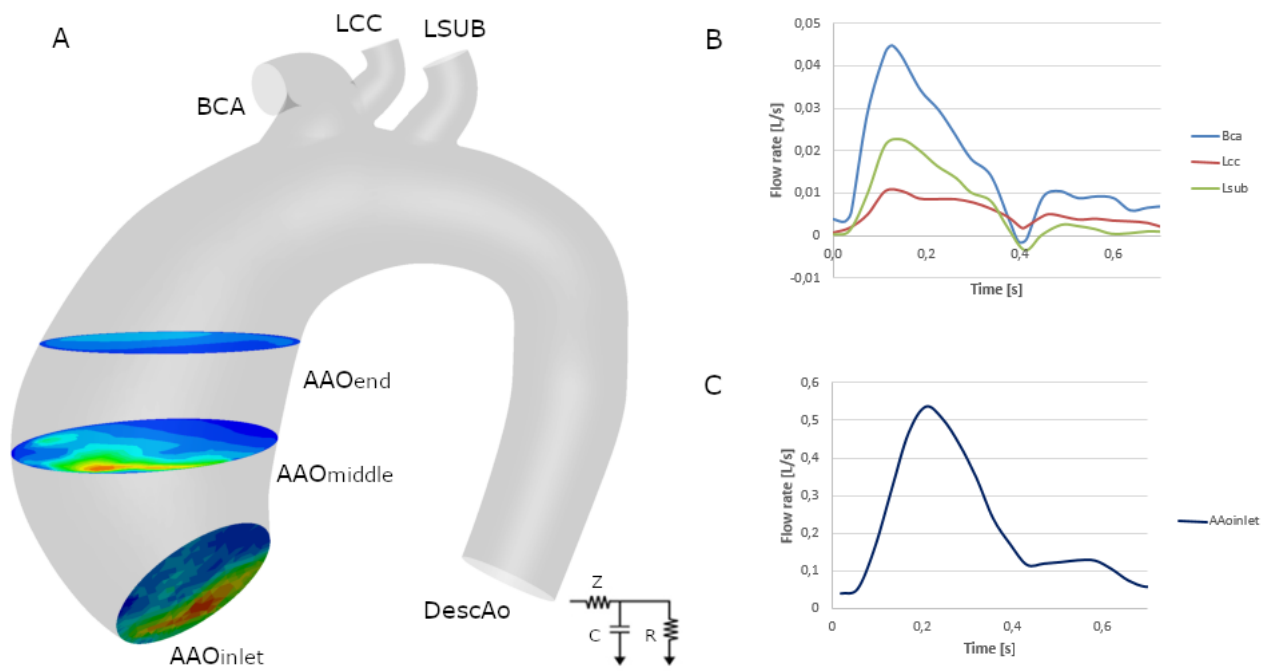 A
LCC
LSUB
BCA
AAOend
AAOmiddle
AAOinlet
DescAo
Z
C
R
B
Flow rate [L/s]
0,05
0,04
0,03
0,02
0,01
0
-0,01
0,0
0,2
0,4
0,6
Time [s]
Bca
Lcc
Lsub
C
Flow rate [L/s]
0,6
0,5
0,4
0,3
0,2
0,1
0
0
0,2
0,4
0,6
Time [s]
AAoinlet